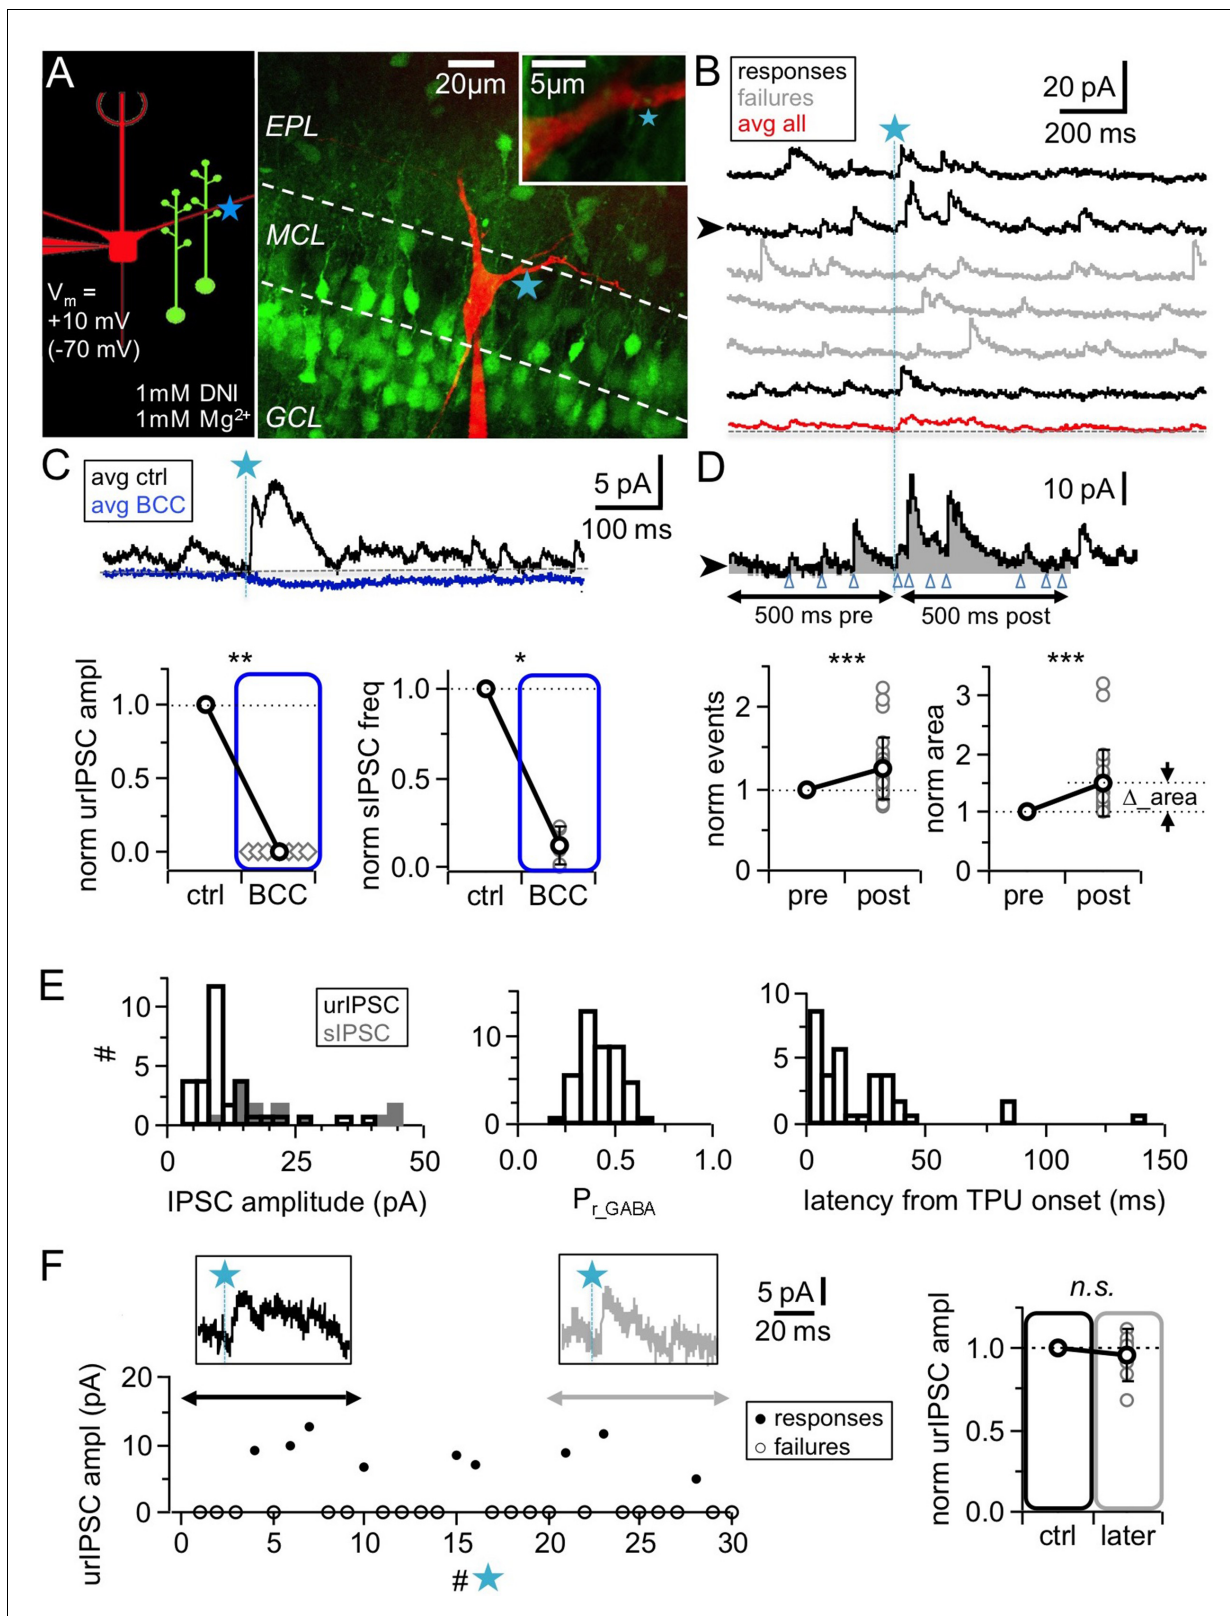 A
20µm
5µm
EPL
MCL
GCL
Vm =
+10 mV
(-70 mV)
1mM DNI
1mM Mg2+
B
responses
failures
avg all
20 pA
200 ms
C
avg ctrl
avg BCC
5 pA
100 ms
D
10 pA
500 ms pre
500 ms post
norm urIPSC ampl
**
1.0
0.5
0.0
ctrl
BCC
norm sIPSC freq
*
1.0
0.5
0.0
ctrl
BCC
norm events
***
2
1
0
pre
post
norm area
***
3
2
1
0
Δ_area
pre
post
E
#
10
5
0
urIPSC
sIPSC
0
25
50
IPSC amplitude (pA)
10
0
0.0
0.5
1.0
Pr_GABA
10
5
0
0
50
100
150
latency from TPU onset (ms)
F
5 pA
20 ms
urIPSC ampl (pA)
20
10
0
0
5
10
15
20
25
30
#
responses
failures
n.s.
norm urIPSC ampl
1.0
0.5
0.0
ctrl
later